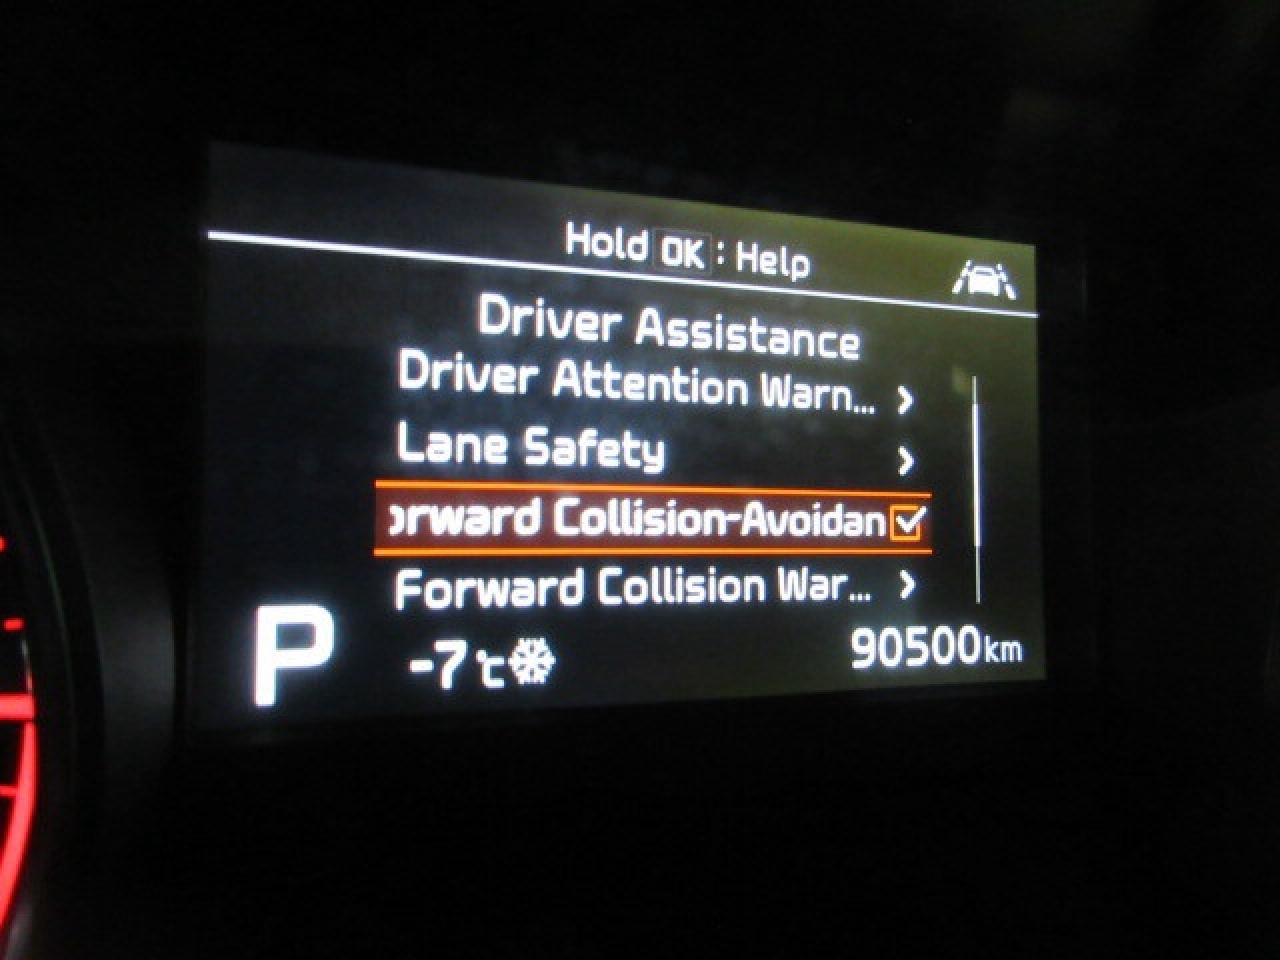 Hold OK : Help
Driver Assistance
Driver Attention Warn...
Lane Safety
orward Collision-Avoidan
Forward Collision War...
P
-7℃
90500km